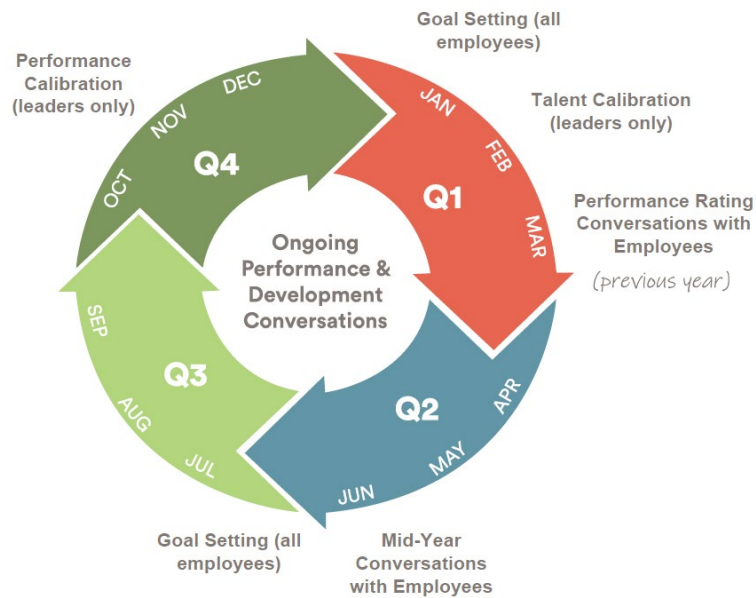 Goal Setting (all
employees)
Performance
Calibration
(leaders only)
Talent Calibration
(leaders only)
Performance Rating
Conversations with
Employees
(previous year)
JAN
FEB
MAR
Q1
APR
MAY
JUN
Q2
JUL
AUG
SEP
Q3
OCT
NOV
DEC
Q4
Ongoing
Performance &
Development
Conversations
Goal Setting (all
employees)
Mid-Year
Conversations
with Employees